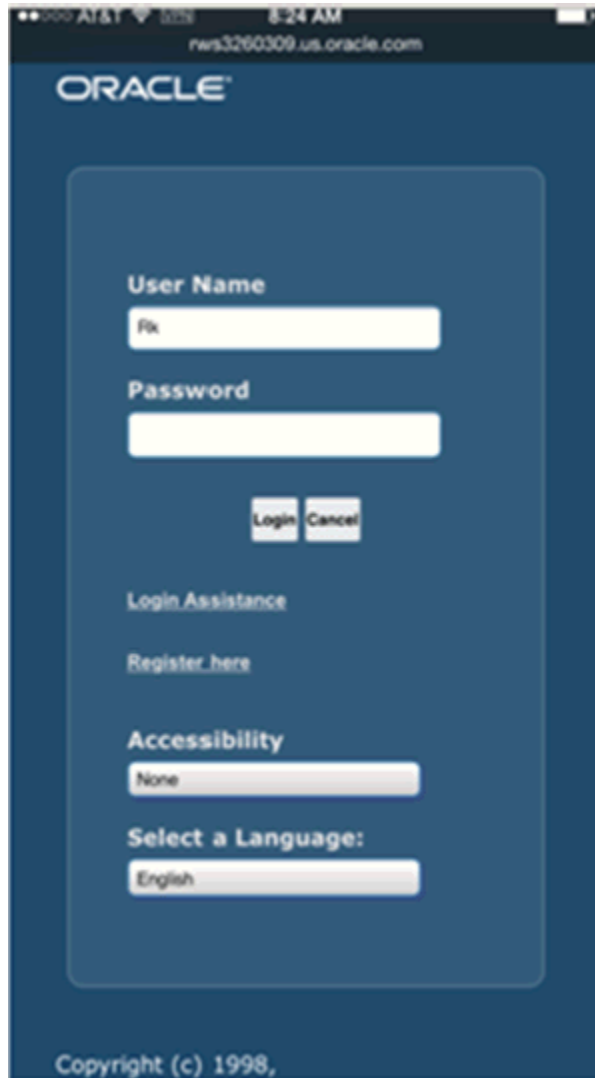 AT&T VPN 8:24 AM
rws3260309.us.oracle.com
ORACLE
User Name
Rk
Password
Login Cancel
Login Assistance
Register here
Accessibility
None
Select a Language:
English
Copyright (c) 1998,